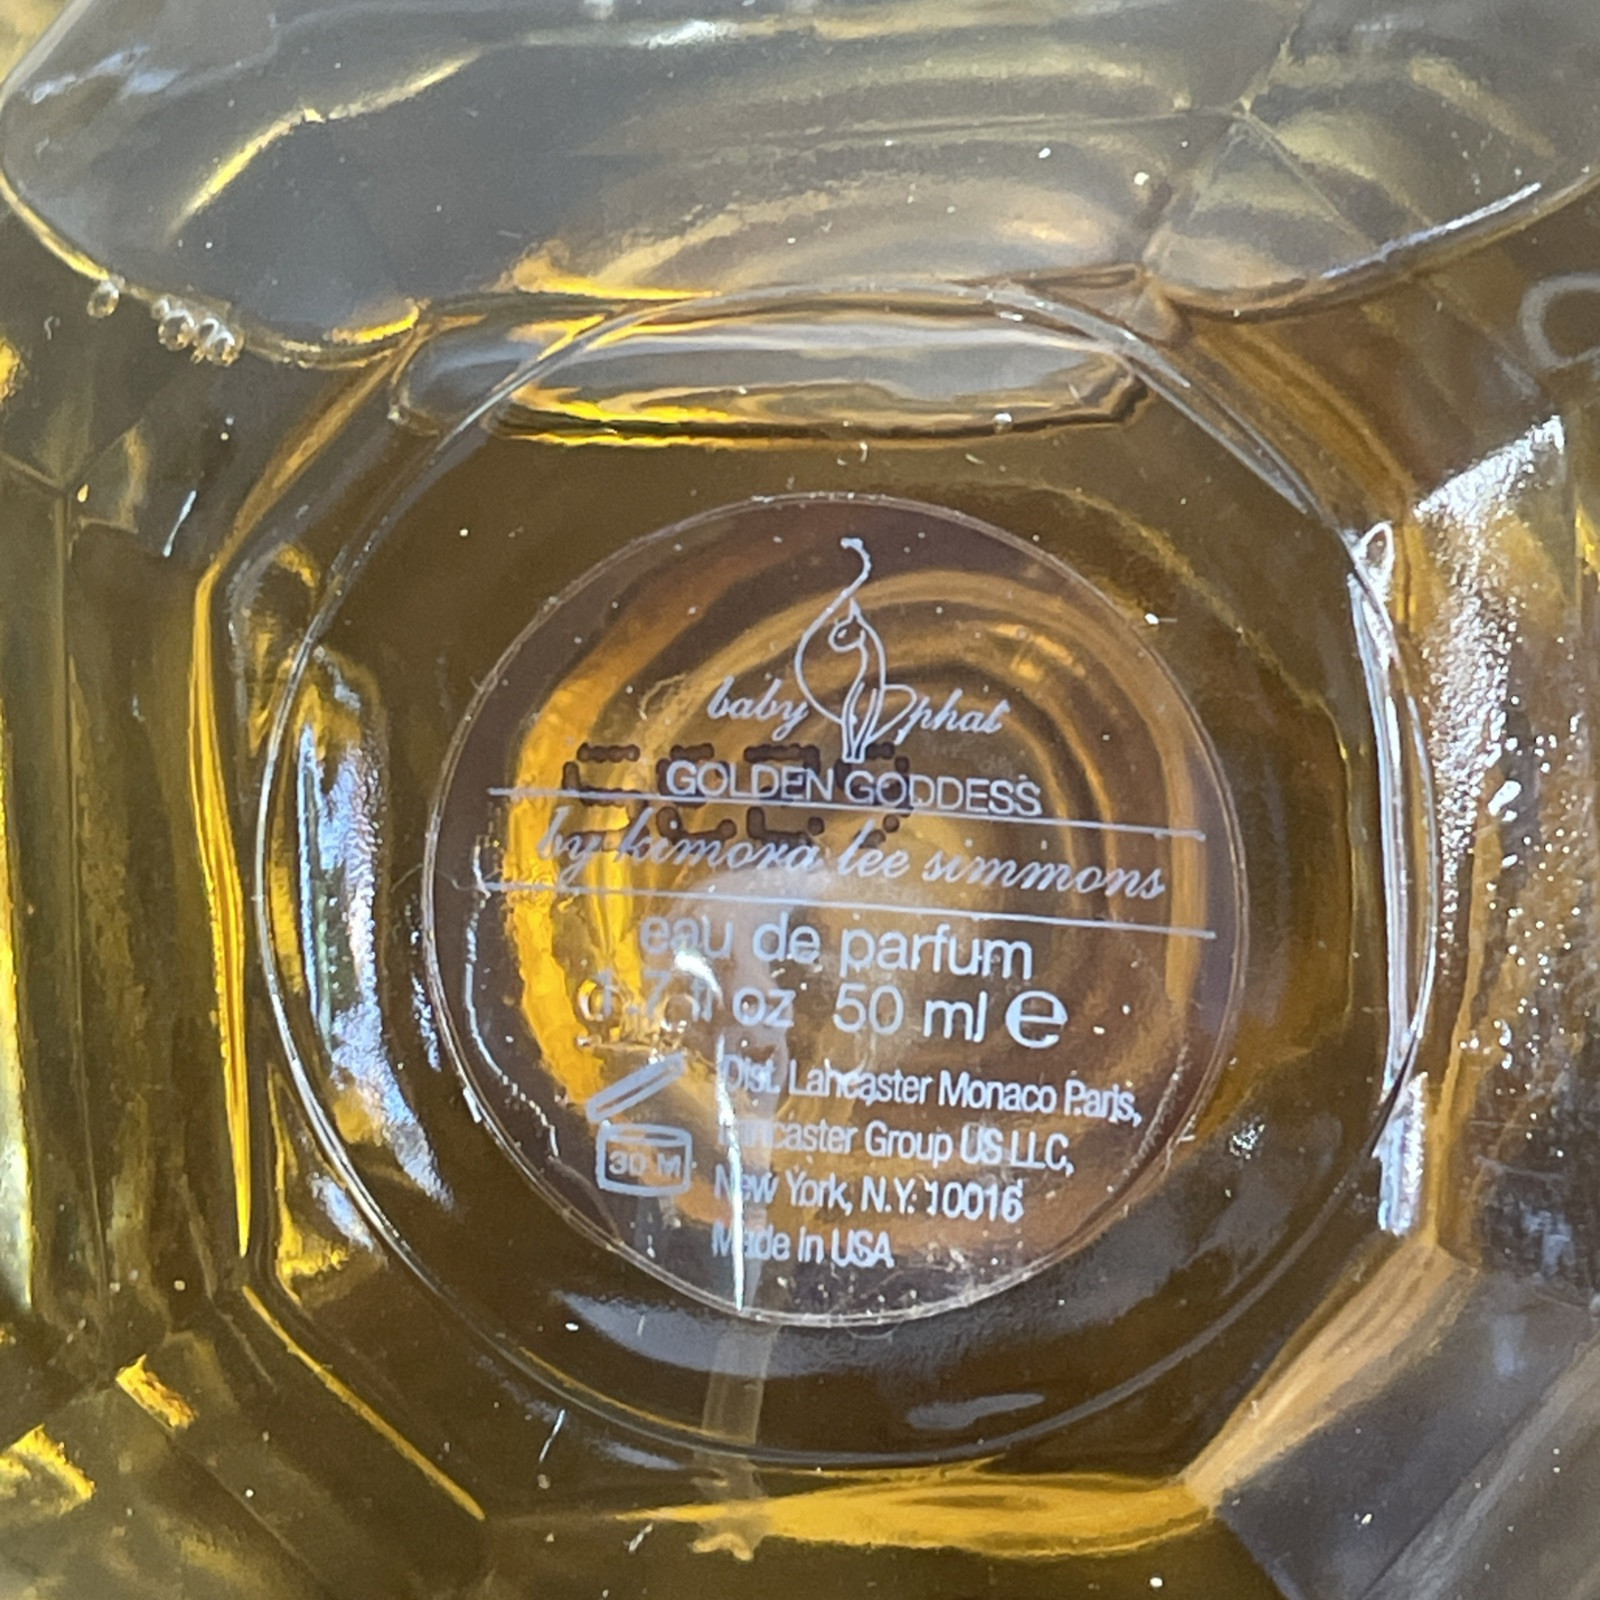 baby phat
GOLDEN GODDESS
by kimora lee simmons
eau de parfum
1.7 fl oz 50 ml e
Dist. Lancaster Monaco Paris,
Lancaster Group US LLC,
30 M
New York, N.Y. 10016
Made in USA